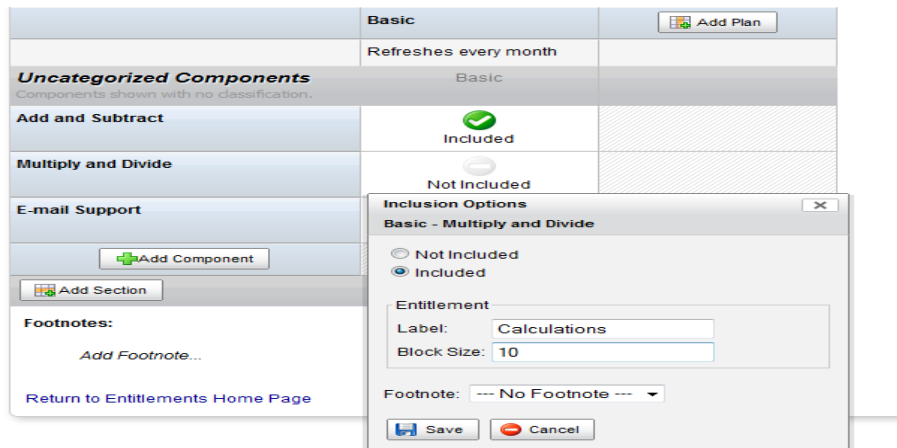 Basic
Add Plan
Refreshes every month
Uncategorized Components
Basic
Components shown with no classification.
Add and Subtract
Included
Multiply and Divide
Not Included
E-mail Support
Add Component
Add Section
Footnotes:
Add Footnote...
Return to Entitlements Home Page
Inclusion Options
Basic - Multiply and Divide
Not Included
Included
Entitlement
Label: Calculations
Block Size: 10
Footnote: --- No Footnote ---
Save Cancel